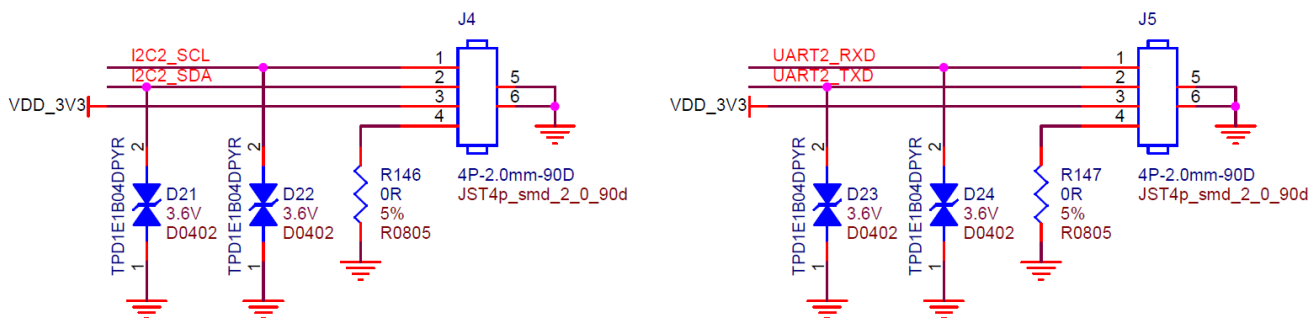 J4
I2C2_SCL
I2C2_SDA
VDD_3V3
1
2
3
4
5
6
TPD1E1B04DPYR
2
1
D21
3.6V
D0402
TPD1E1B04DPYR
2
1
D22
3.6V
D0402
R146
0R
5%
R0805
4P-2.0mm-90D
JST4p_smd_2_0_90d
J5
UART2_RXD
UART2_TXD
VDD_3V3
1
2
3
4
5
6
TPD1E1B04DPYR
2
1
D23
3.6V
D0402
TPD1E1B04DPYR
2
1
D24
3.6V
D0402
R147
0R
5%
R0805
4P-2.0mm-90D
JST4p_smd_2_0_90d